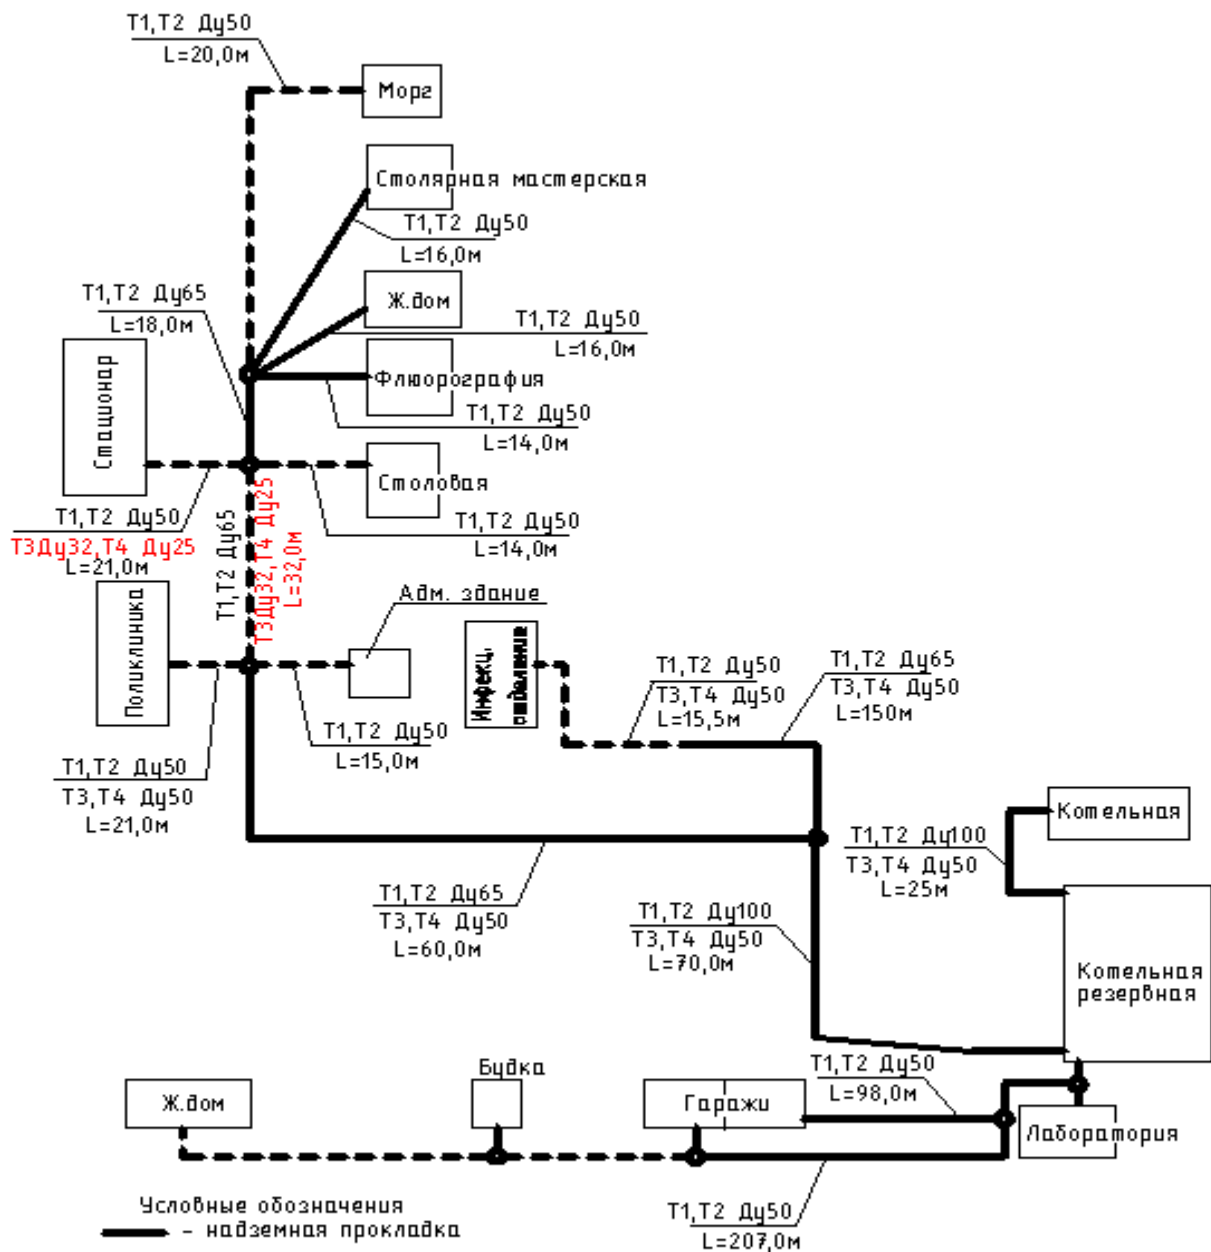 Т1,Т2 Ду50
L=20,0м
Морг
Столярная мастерская
Т1,Т2 Ду50
L=16,0м
Т1,Т2 Ду65
L=18,0м
Ж.дом
Т1,Т2 Ду50
L=16,0м
Стационар
Флюорография
Т1,Т2 Ду50
L=14,0м
Столовая
Т1,Т2 Ду50
Т3Ду32,Т4 Ду25
L=21,0м
Т1,Т2 Ду65
Т3Ду32,Т4 Ду25
L=32,0м
Т1,Т2 Ду50
L=14,0м
Поликлиника
Адм. здание
Инфекц.
отделение
Т1,Т2 Ду50
Т3,Т4 Ду50
L=15,5м
Т1,Т2 Ду65
Т3,Т4 Ду50
L=150м
Т1,Т2 Ду50
L=15,0м
Т1,Т2 Ду50
Т3,Т4 Ду50
L=21,0м
Котельная
Т1,Т2 Ду100
Т3,Т4 Ду50
L=25м
Т1,Т2 Ду65
Т3,Т4 Ду50
L=60,0м
Т1,Т2 Ду100
Т3,Т4 Ду50
L=70,0м
Котельная
резервная
Будка
Т1,Т2 Ду50
L=98,0м
Ж.дом
Гаражи
Лаборатория
Условные обозначения
- надземная прокладка
Т1,Т2 Ду50
L=207,0м